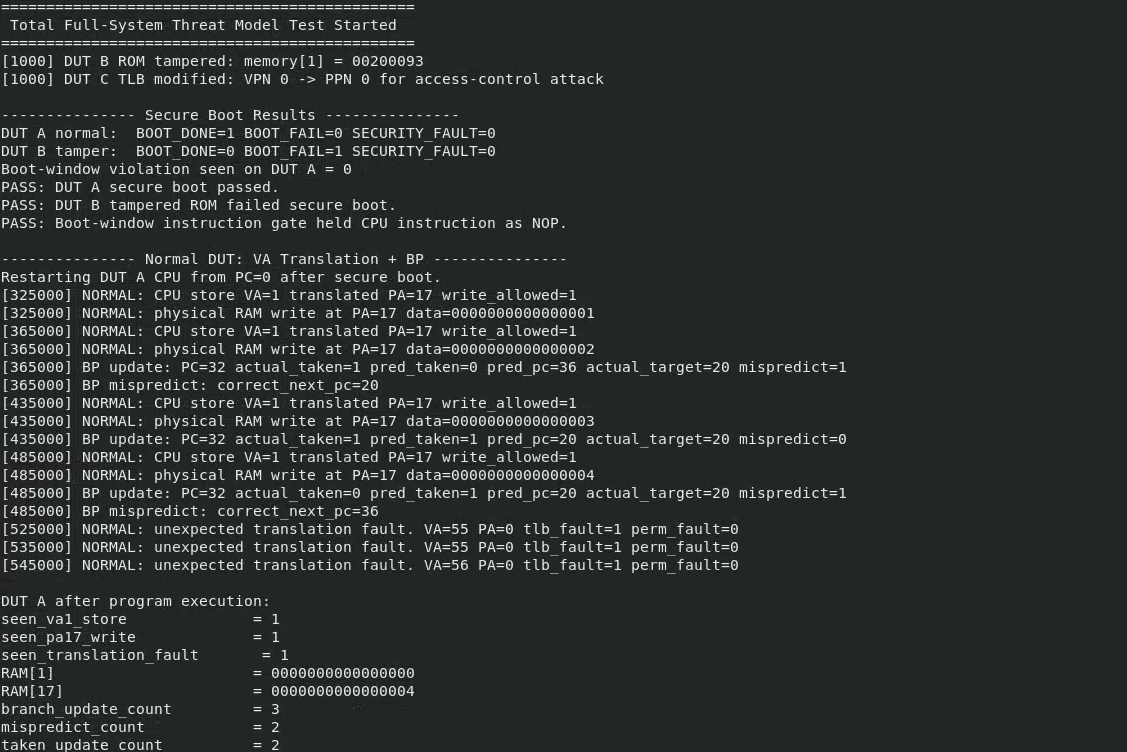 ==============================================
 Total Full-System Threat Model Test Started
==============================================
[1000] DUT B ROM tampered: memory[1] = 00200093
[1000] DUT C TLB modified: VPN 0 -> PPN 0 for access-control attack
--------------- Secure Boot Results ---------------
DUT A normal:  BOOT_DONE=1 BOOT_FAIL=0 SECURITY_FAULT=0
DUT B tamper:  BOOT_DONE=0 BOOT_FAIL=1 SECURITY_FAULT=0
Boot-window violation seen on DUT A = 0
PASS: DUT A secure boot passed.
PASS: DUT B tampered ROM failed secure boot.
PASS: Boot-window instruction gate held CPU instruction as NOP.
--------------- Normal DUT: VA Translation + BP ---------------
Restarting DUT A CPU from PC=0 after secure boot.
[325000] NORMAL: CPU store VA=1 translated PA=17 write_allowed=1
[325000] NORMAL: physical RAM write at PA=17 data=0000000000000001
[365000] NORMAL: CPU store VA=1 translated PA=17 write_allowed=1
[365000] NORMAL: physical RAM write at PA=17 data=0000000000000002
[365000] BP update: PC=32 actual_taken=1 pred_taken=0 pred_pc=36 actual_target=20 mispredict=1
[365000] BP mispredict: correct_next_pc=20
[435000] NORMAL: CPU store VA=1 translated PA=17 write_allowed=1
[435000] NORMAL: physical RAM write at PA=17 data=0000000000000003
[435000] BP update: PC=32 actual_taken=1 pred_taken=1 pred_pc=20 actual_target=20 mispredict=0
[485000] NORMAL: CPU store VA=1 translated PA=17 write_allowed=1
[485000] NORMAL: physical RAM write at PA=17 data=0000000000000004
[485000] BP update: PC=32 actual_taken=0 pred_taken=1 pred_pc=20 actual_target=20 mispredict=1
[485000] BP mispredict: correct_next_pc=36
[525000] NORMAL: unexpected translation fault. VA=55 PA=0 tlb_fault=1 perm_fault=0
[535000] NORMAL: unexpected translation fault. VA=55 PA=0 tlb_fault=1 perm_fault=0
[545000] NORMAL: unexpected translation fault. VA=56 PA=0 tlb_fault=1 perm_fault=0
DUT A after program execution:
seen_va1_store              = 1
seen_pa17_write             = 1
seen_translation_fault       = 1
RAM[1]                      = 0000000000000000
RAM[17]                     = 0000000000000004
branch_update_count         = 3
mispredict_count            = 2
taken_update_count          = 2